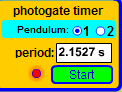 photogate timer
Pendulum: 1 2
period: 2.1527 s
Start